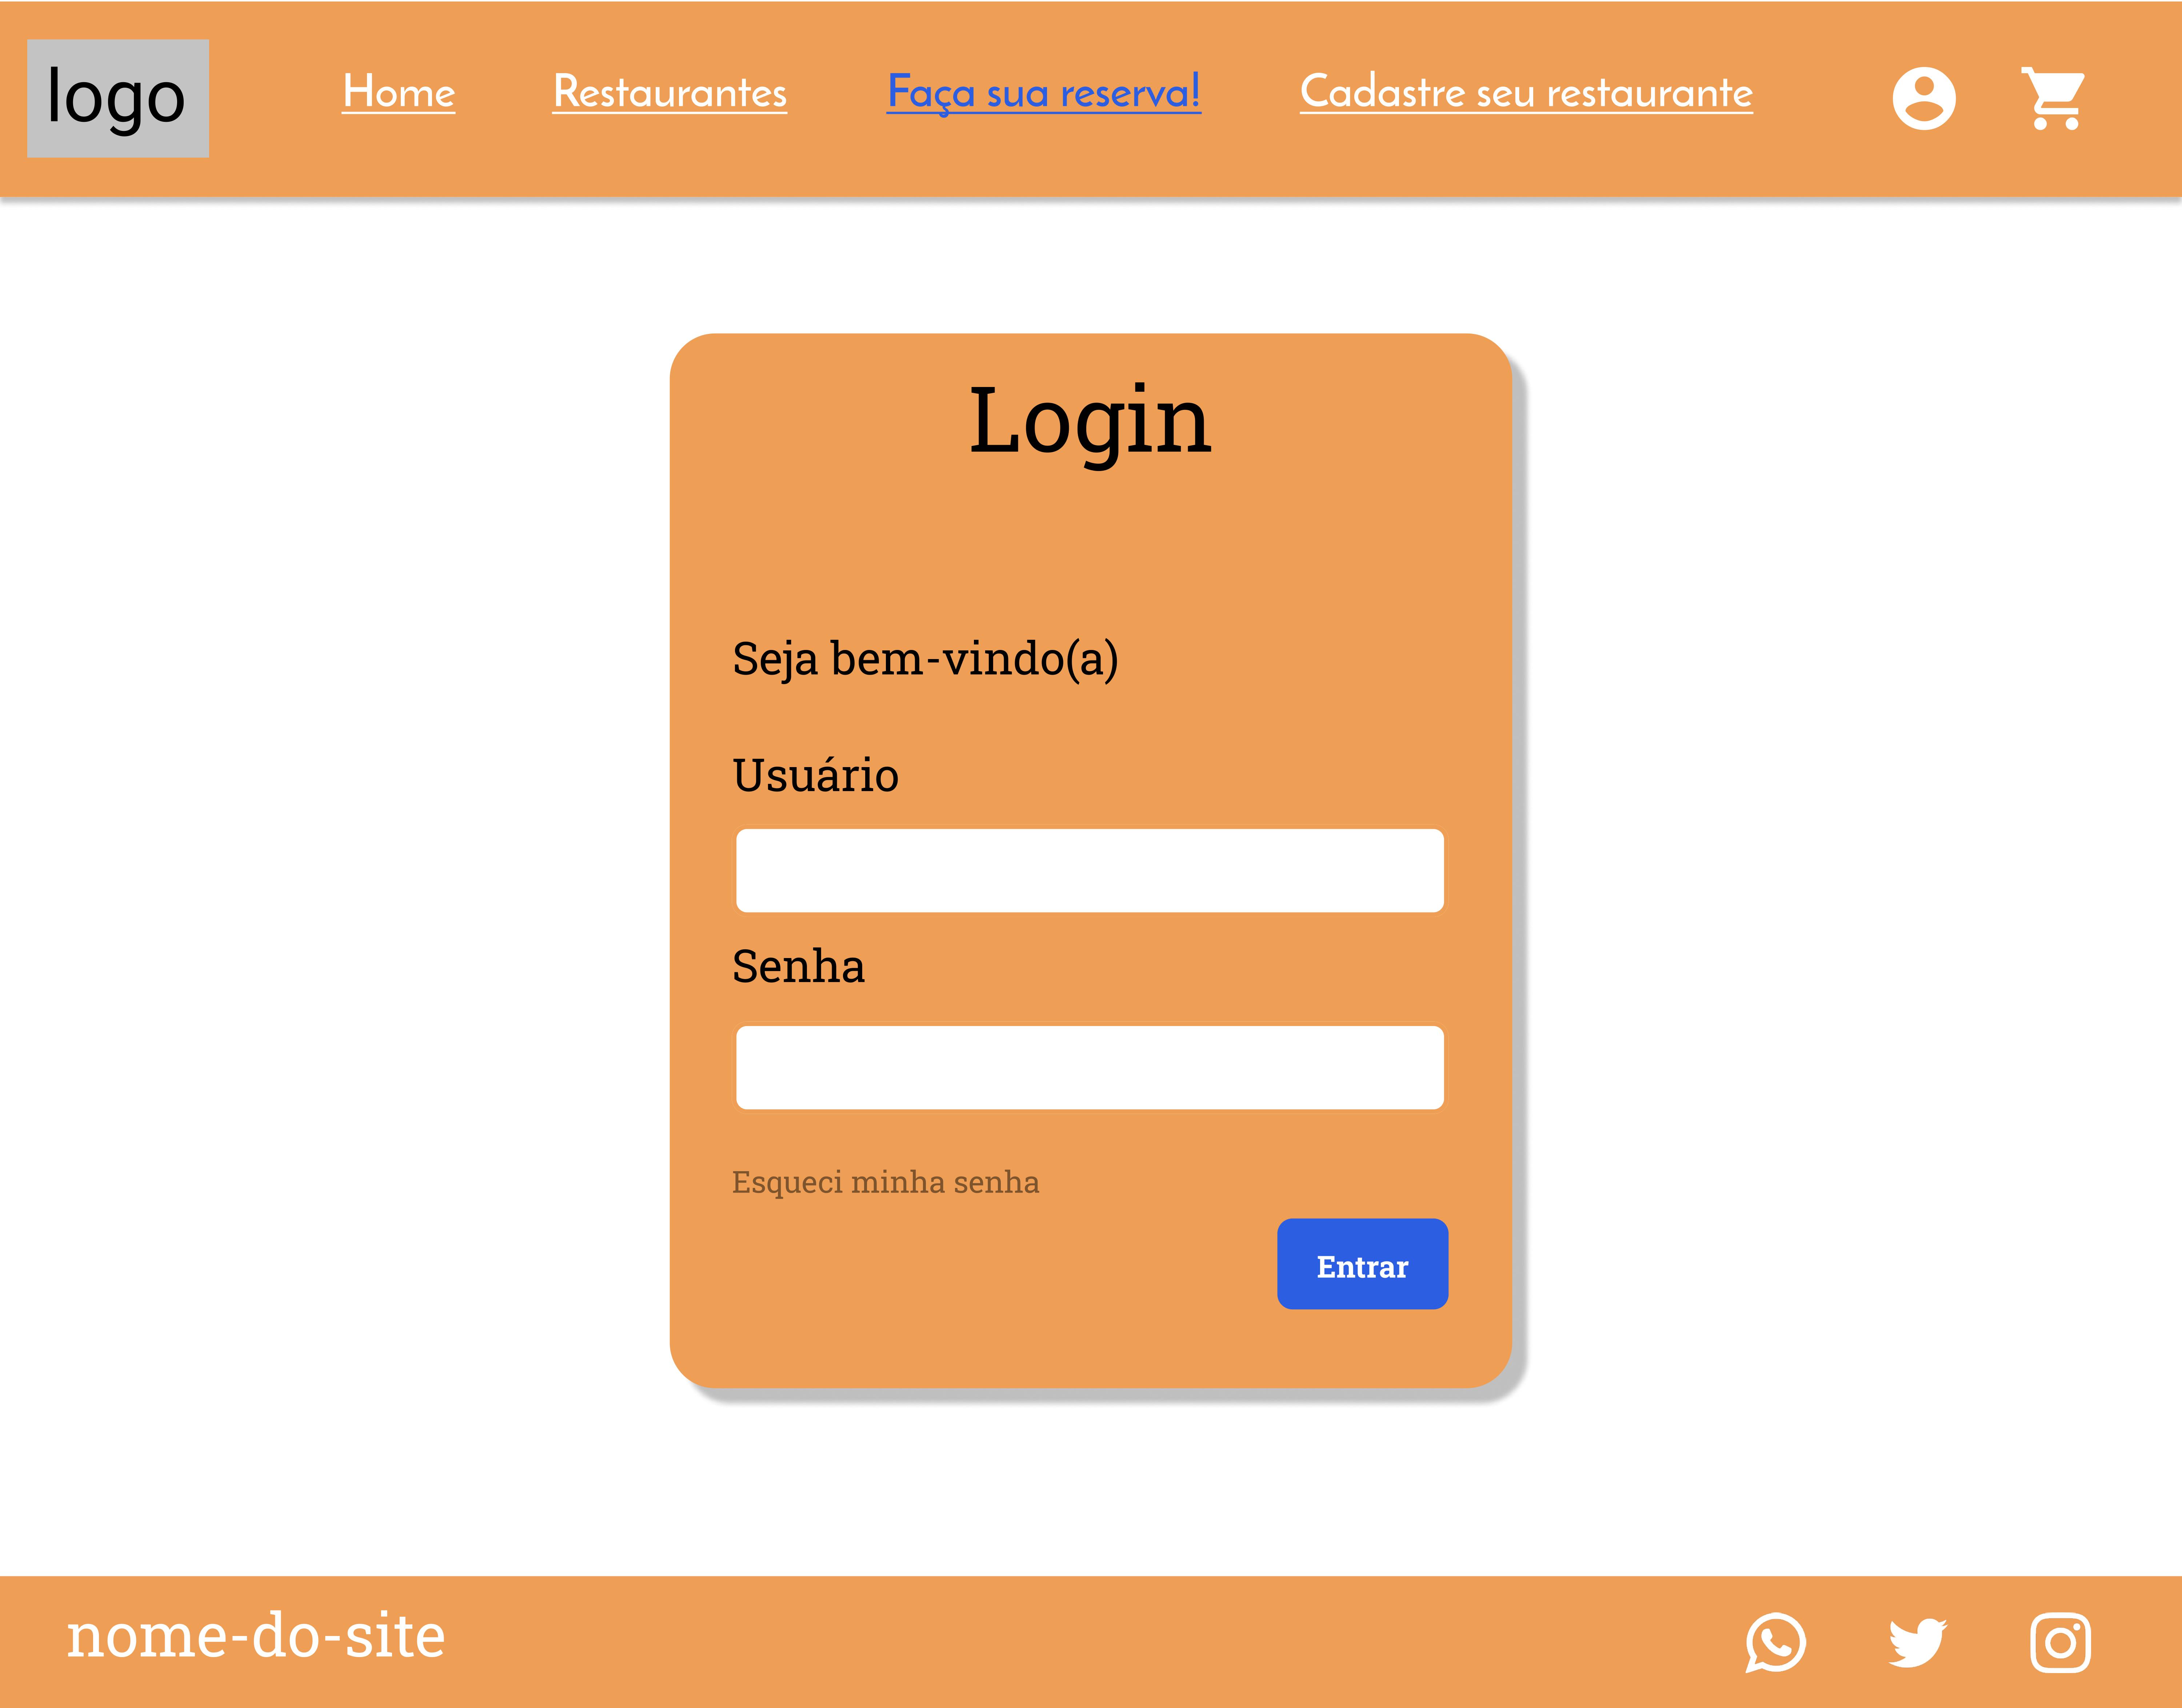 logo
Home
Restaurantes
Faça sua reserva!
Cadastre seu restaurante
Login
Seja bem-vindo(a)
Usuário
Senha
Esqueci minha senha
Entrar
nome-do-site